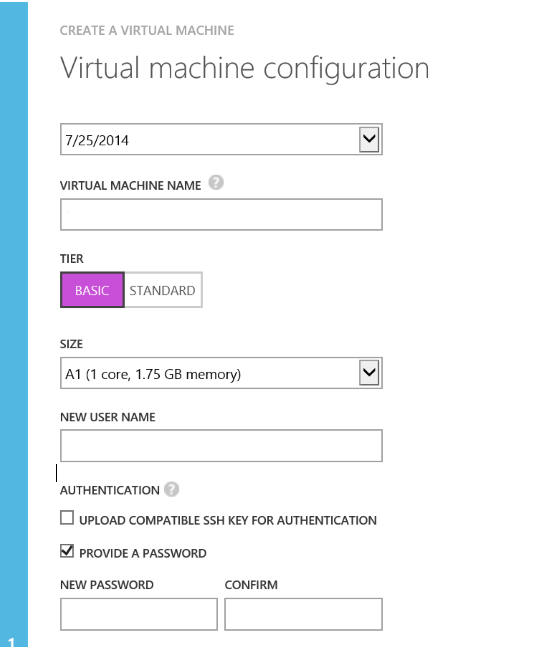 CREATE A VIRTUAL MACHINE
Virtual machine configuration
7/25/2014
VIRTUAL MACHINE NAME ?
TIER
BASIC STANDARD
SIZE
A1 (1 core, 1.75 GB memory)
NEW USER NAME
AUTHENTICATION ?
UPLOAD COMPATIBLE SSH KEY FOR AUTHENTICATION
PROVIDE A PASSWORD
NEW PASSWORD CONFIRM
1